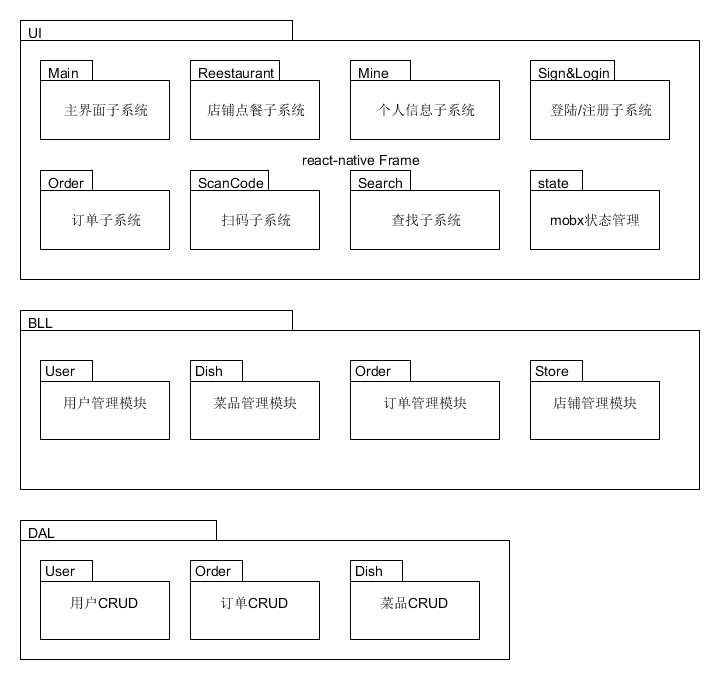 UI
Main
Reestaurant
Mine
Sign&Login
主界面子系统
店铺点餐子系统
个人信息子系统
登陆/注册子系统
react-native Frame
Order
ScanCode
Search
state
订单子系统
扫码子系统
查找子系统
mobx状态管理
BLL
User
Dish
Order
Store
用户管理模块
菜品管理模块
订单管理模块
店铺管理模块
DAL
User
Order
Dish
用户CRUD
订单CRUD
菜品CRUD